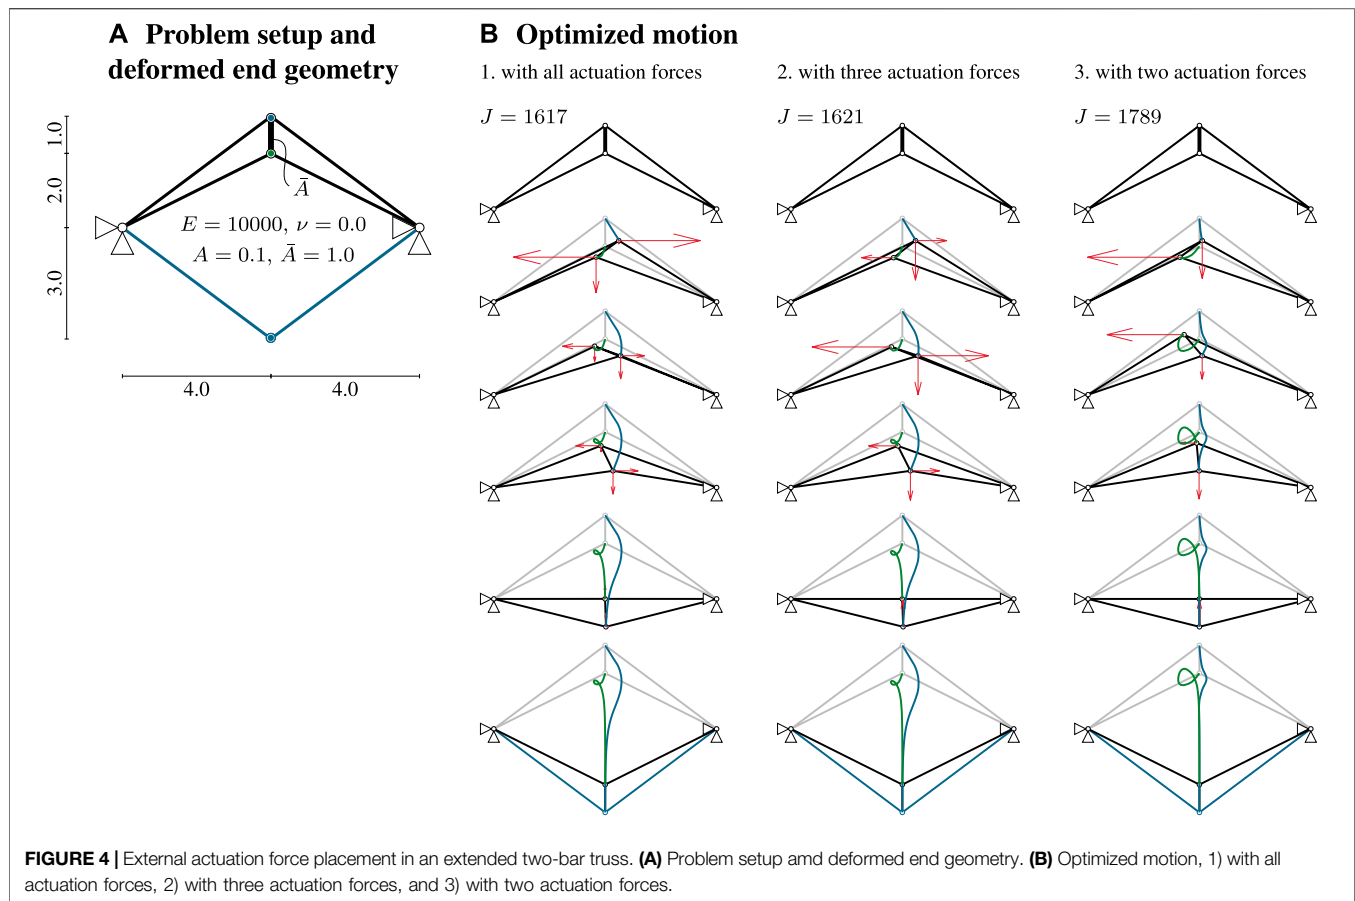 A Problem setup and
deformed end geometry
1.0
2.0
3.0
Ā
E = 10000, ν = 0.0
A = 0.1, Ā = 1.0
4.0
4.0
B Optimized motion
1. with all actuation forces
2. with three actuation forces
3. with two actuation forces
J = 1617
J = 1621
J = 1789
FIGURE 4 | External actuation force placement in an extended two-bar truss. (A) Problem setup amd deformed end geometry. (B) Optimized motion, 1) with all
actuation forces, 2) with three actuation forces, and 3) with two actuation forces.